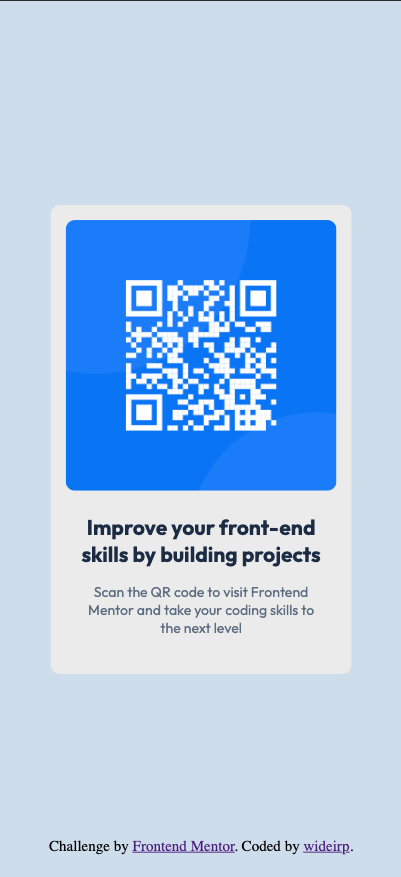 Improve your front-end
skills by building projects
Scan the QR code to visit Frontend
Mentor and take your coding skills to
the next level
Challenge by Frontend Mentor. Coded by wideirp.